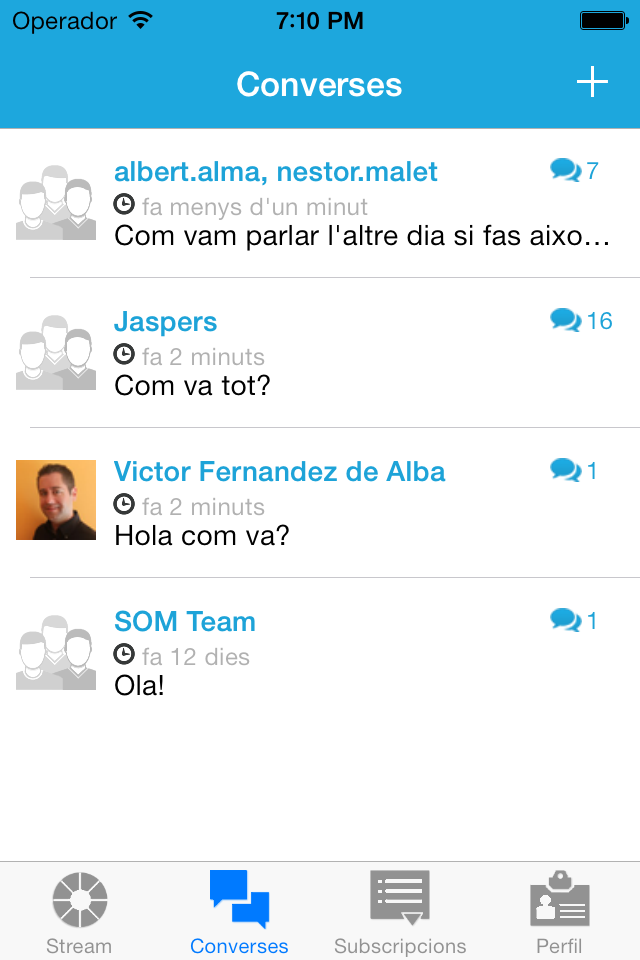 Operador 7:10 PM
Converses
albert.alma, nestor.malet 7
fa menys d'un minut
Com vam parlar l'altre dia si fas aixo...
Jaspers 16
fa 2 minuts
Com va tot?
Victor Fernandez de Alba 1
fa 2 minuts
Hola com va?
SOM Team 1
fa 12 dies
Ola!
Stream Converses Subscripcions Perfil